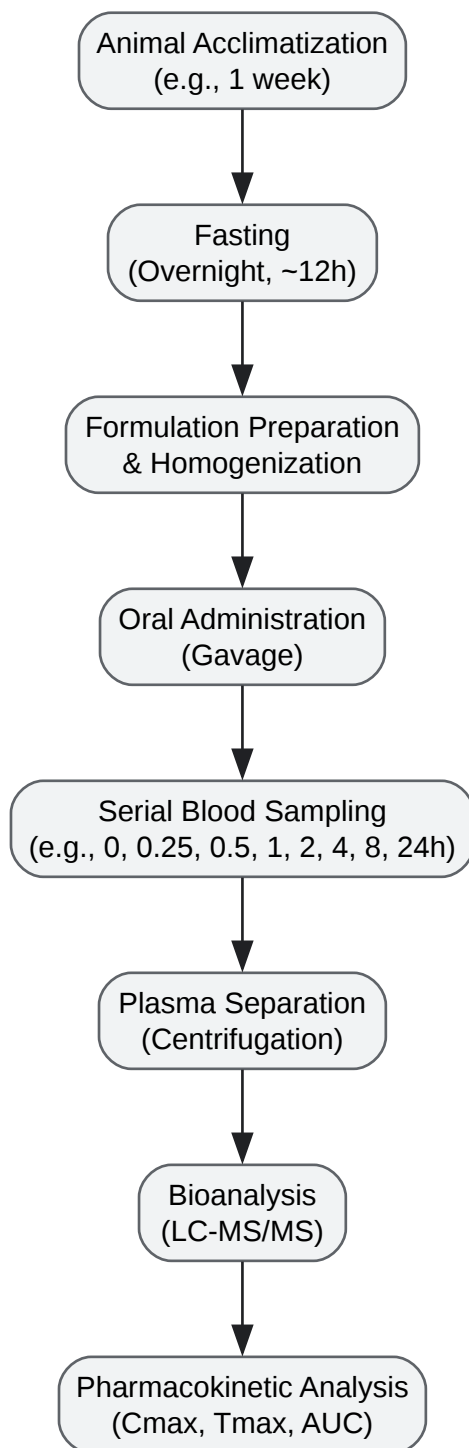 Animal Acclimatization
(e.g., 1 week)
Fasting
(Overnight, ~12h)
Formulation Preparation
& Homogenization
Oral Administration
(Gavage)
Serial Blood Sampling
(e.g., 0, 0.25, 0.5, 1, 2, 4, 8, 24h)
Plasma Separation
(Centrifugation)
Bioanalysis
(LC-MS/MS)
Pharmacokinetic Analysis
(Cmax, Tmax, AUC)